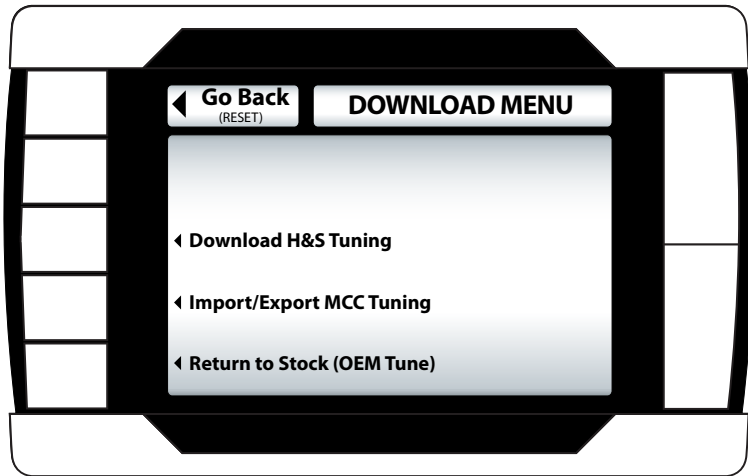 Go Back
(RESET)
DOWNLOAD MENU
Download H&S Tuning
Import/Export MCC Tuning
Return to Stock (OEM Tune)